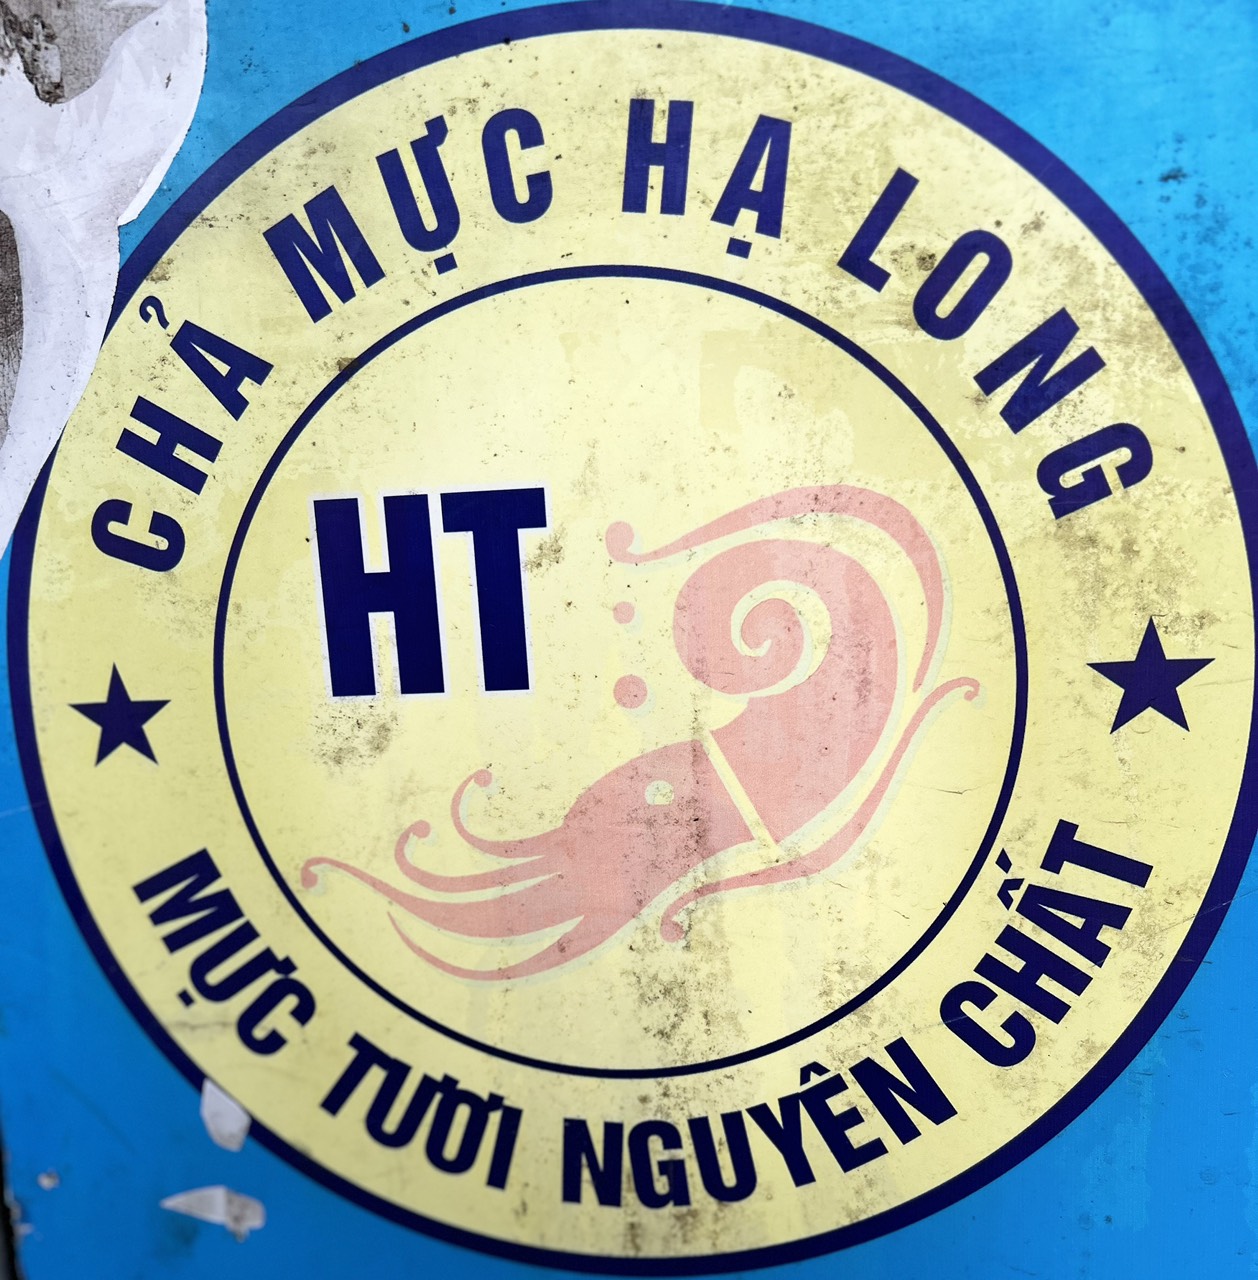 CHẢ MỰC HẠ LONG
HT
MỰC TƯƠI NGUYÊN CHẤT